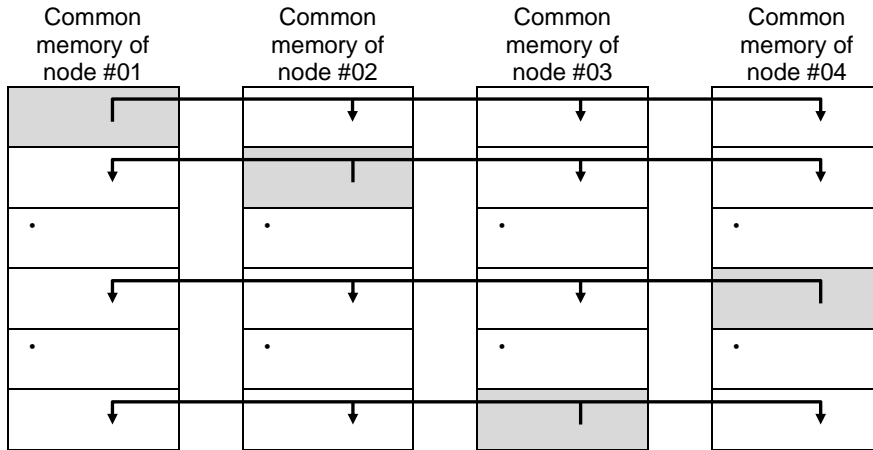 Common
memory of
node #01
Common
memory of
node #02
Common
memory of
node #03
Common
memory of
node #04
• • • •
• • • •